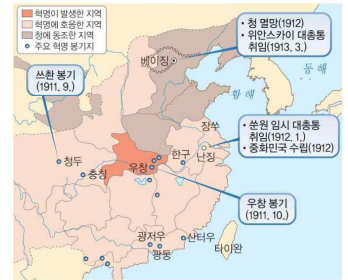 혁명이 발생한 지역
혁명에 호응한 지역
청에 동조한 지역
주요 혁명 봉기지
• 청 멸망(1912)
• 위안스카이 대총통
취임(1913, 3.)
베이징
동해
황해
쓰촨 봉기
(1911, 9.)
장쑤
• 쑨원 임시 대총통
취임(1912, 1.)
• 중화민국 수립(1912)
청두
충칭
우창
한구
난징
우창 봉기
(1911, 10.)
광저우
광둥
산터우
타이완